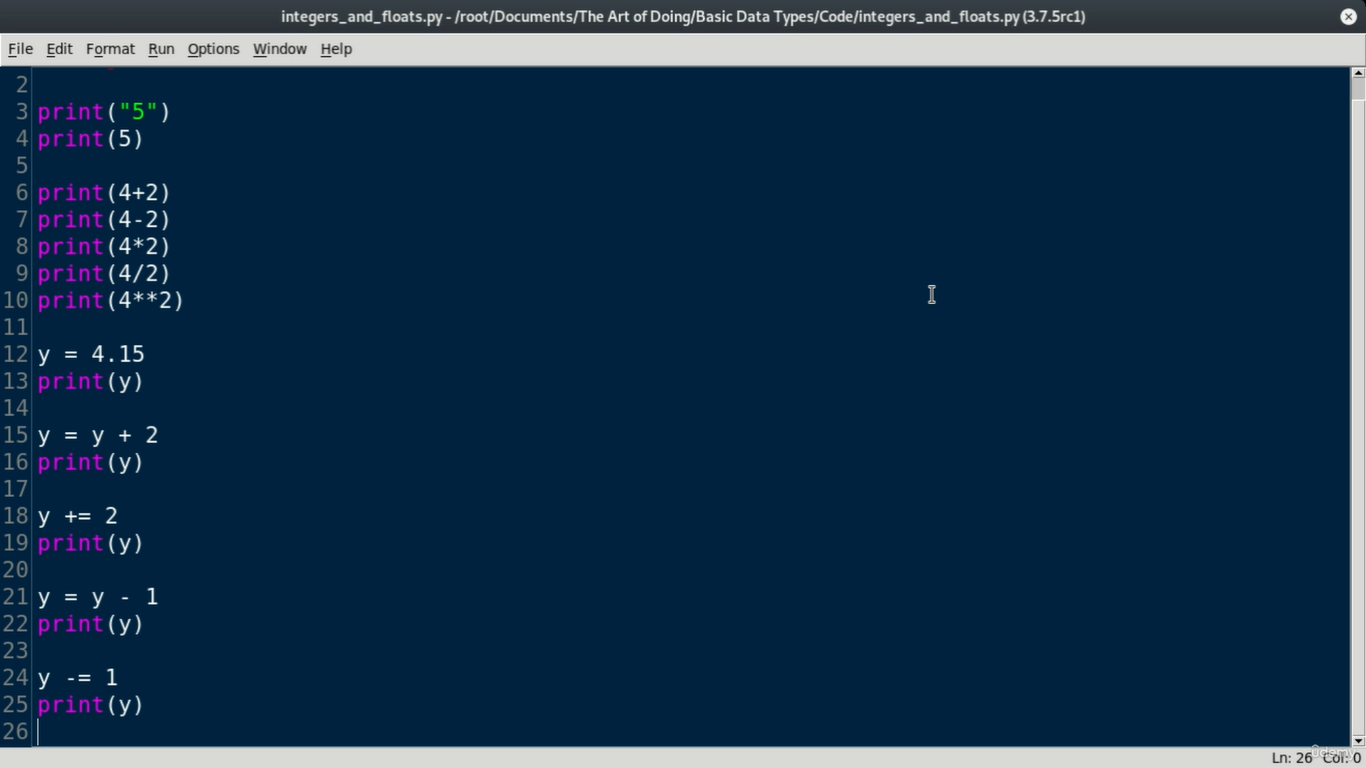 integers_and_floats.py - /root/Documents/The Art of Doing/Basic Data Types/Code/integers_and_floats.py (3.7.5rc1)
File Edit Format Run Options Window Help
2
3 print("5")
4 print(5)
5
6 print(4+2)
7 print(4-2)
8 print(4*2)
9 print(4/2)
10 print(4**2)
11
12 y = 4.15
13 print(y)
14
15 y = y + 2
16 print(y)
17
18 y += 2
19 print(y)
20
21 y = y - 1
22 print(y)
23
24 y -= 1
25 print(y)
26
Udemy
Ln: 26 Col: 0